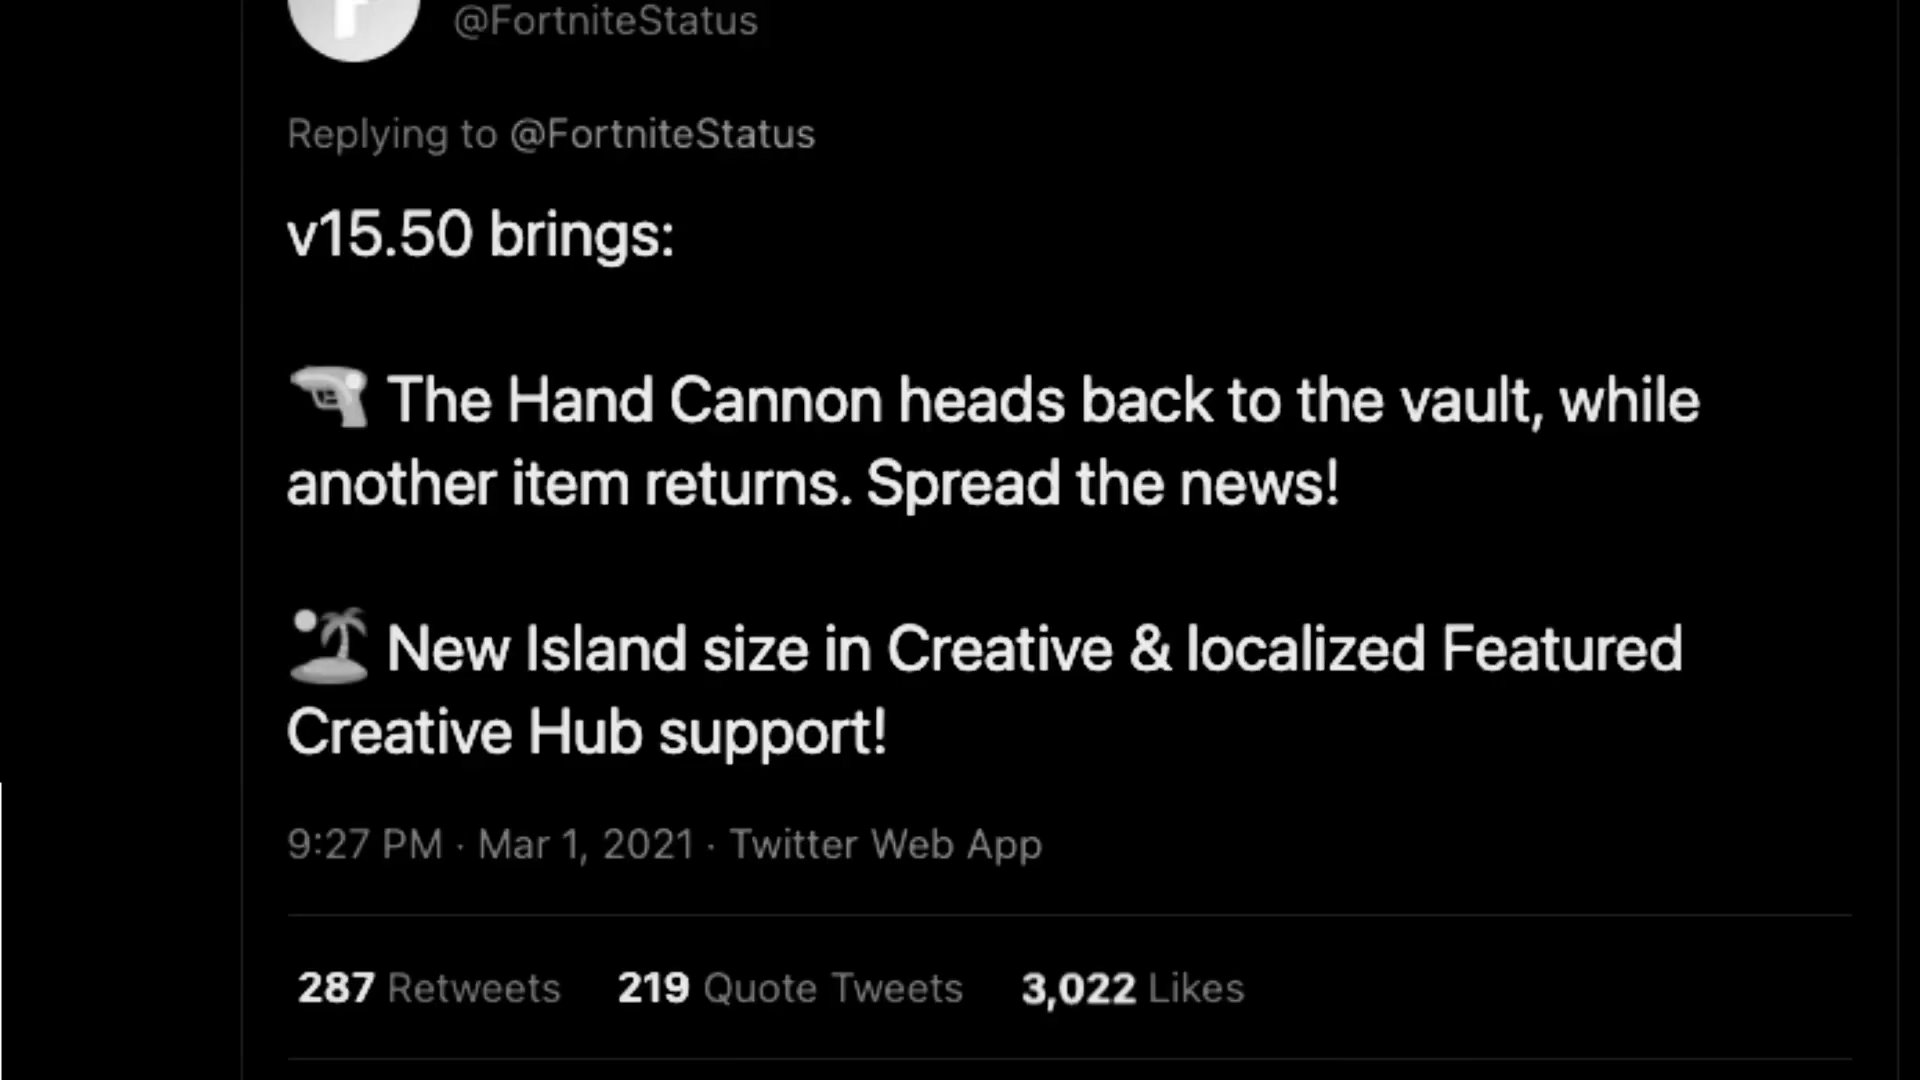 @FortniteStatus
Replying to @FortniteStatus
v15.50 brings:
The Hand Cannon heads back to the vault, while
another item returns. Spread the news!
New Island size in Creative & localized Featured
Creative Hub support!
9:27 PM · Mar 1, 2021 · Twitter Web App
287 Retweets 219 Quote Tweets 3,022 Likes